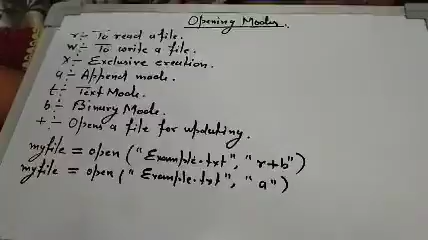 Opening Modes.
r :- To read a file.
w :- To write a file.
x :- Exclusive creation.
a :- Append mode.
t :- Text Mode.
b :- Binary Mode.
+ :- Opens a file for updating.
myfile = open ("Example.txt", "r+b")
myfile = open ("Example.txt", "a")